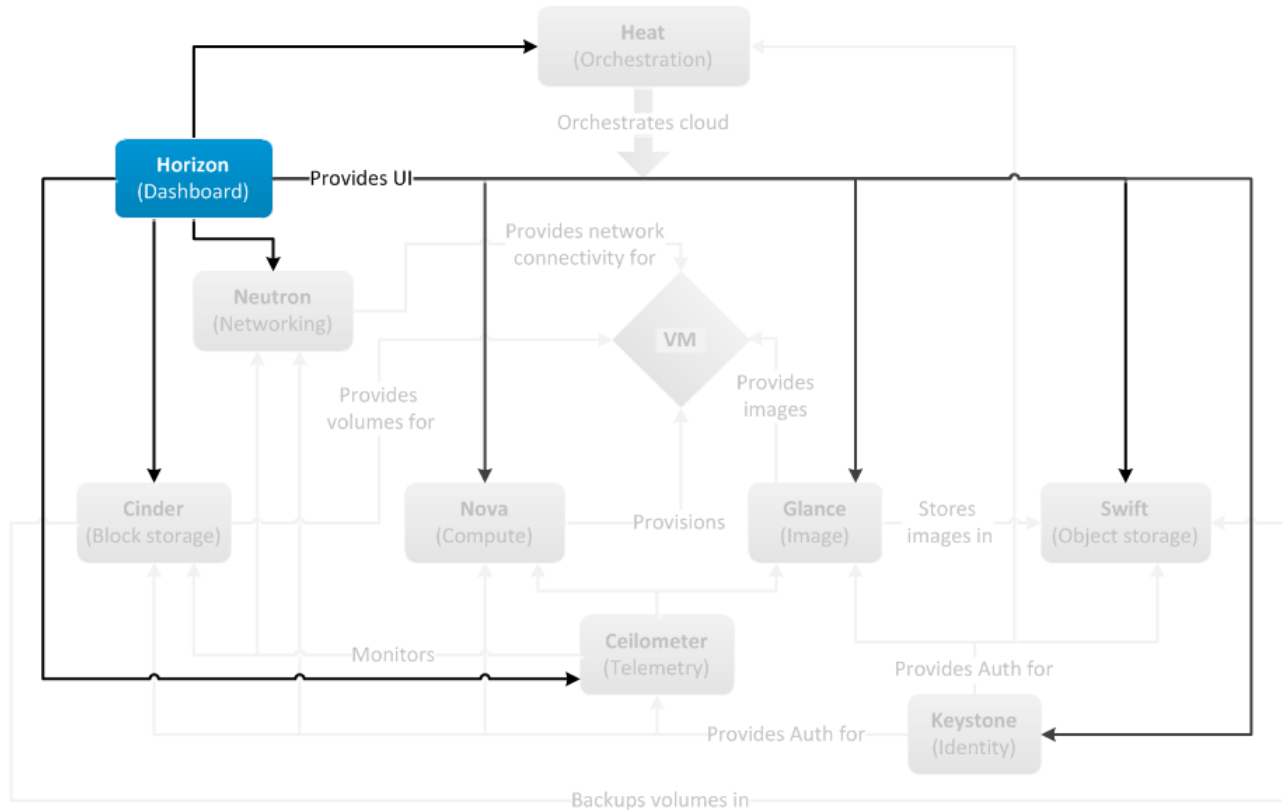 Heat
(Orchestration)
Orchestrates cloud
Horizon
(Dashboard)
Provides UI
Provides network
connectivity for
Neutron
(Networking)
VM
Provides
volumes for
Provides
images
Cinder
(Block storage)
Nova
(Compute)
Provisions
Glance
(Image)
Stores
images in
Swift
(Object storage)
Ceilometer
(Telemetry)
Monitors
Provides Auth for
Keystone
(Identity)
Provides Auth for
Backups volumes in